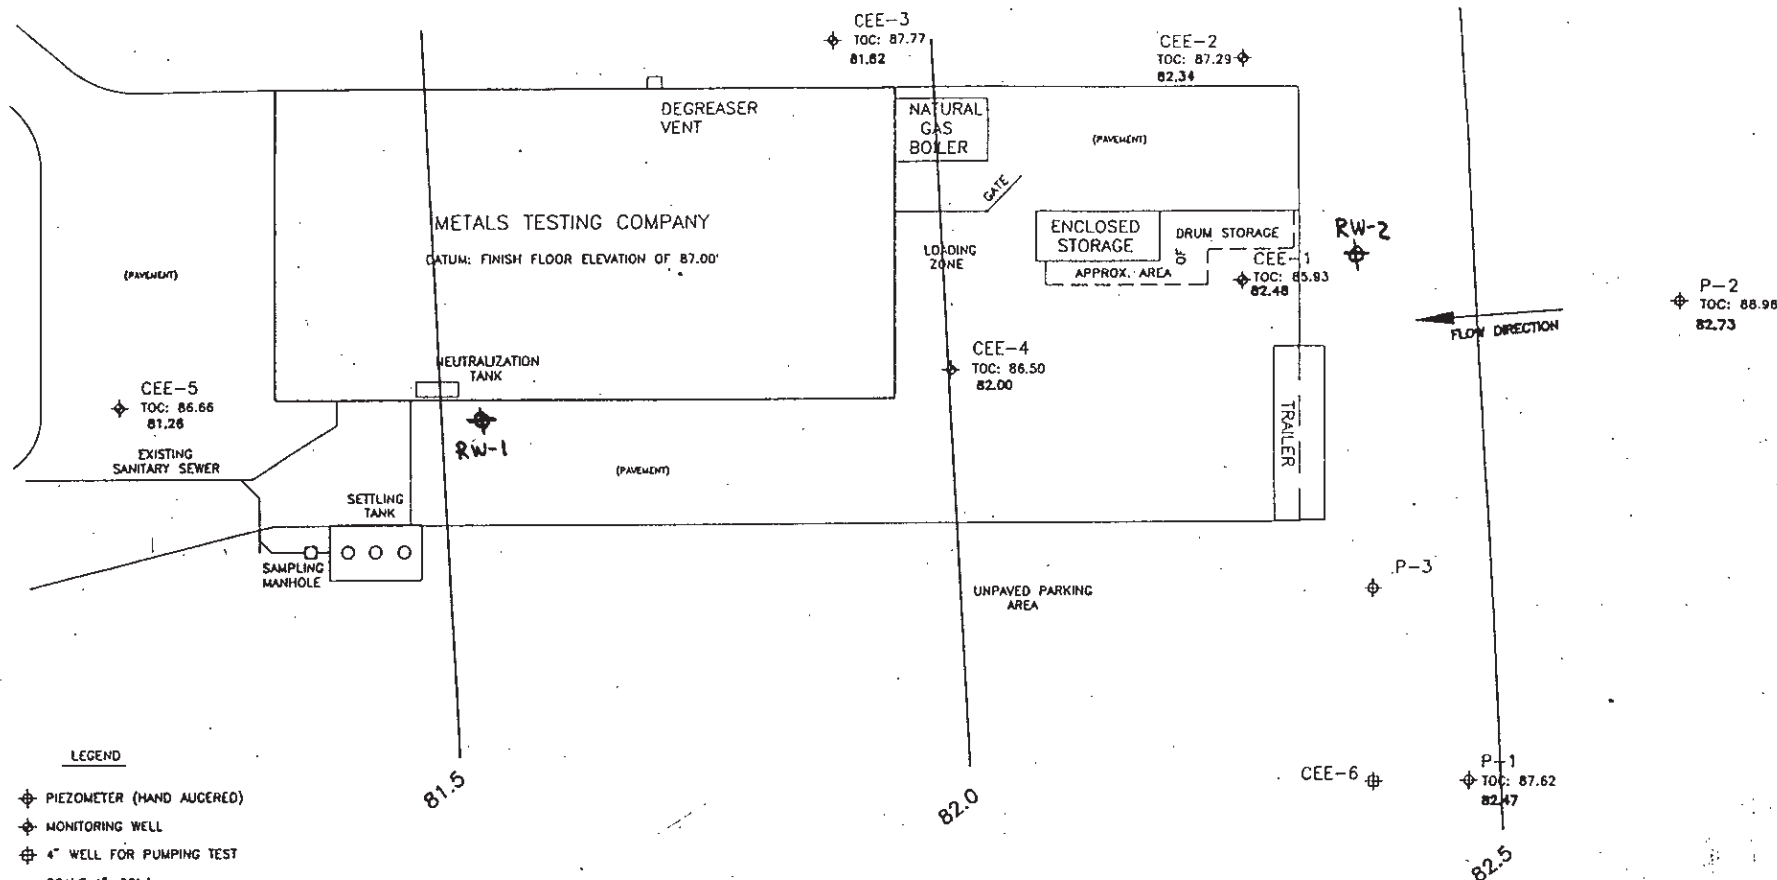 CEE-3
TOC: 87.77
81.82
CEE-2
TOC: 87.29
82.34
DEGREASER
VENT
NATURAL
GAS
BOILER
(PAVEMENT)
GATE
METALS TESTING COMPANY
DATUM: FINISH FLOOR ELEVATION OF 87.00'
(PAVEMENT)
LOADING
ZONE
ENCLOSED
STORAGE
DRUM STORAGE
OF
APPROX. AREA
CEE-1
TOC: 85.93
82.48
RW-2
P-2
TOC: 88.98
82.73
FLOW DIRECTION
NEUTRALIZATION
TANK
CEE-4
TOC: 86.50
82.00
CEE-5
TOC: 86.66
81.26
RW-1
TRAILER
EXISTING
SANITARY SEWER
(PAVEMENT)
SETTLING
TANK
SAMPLING
MANHOLE
UNPAVED PARKING
AREA
P-3
CEE-6
P-1
TOC: 87.62
82.47
81.5
82.0
82.5
LEGEND
PIEZOMETER (HAND AUGERED)
MONITORING WELL
4" WELL FOR PUMPING TEST